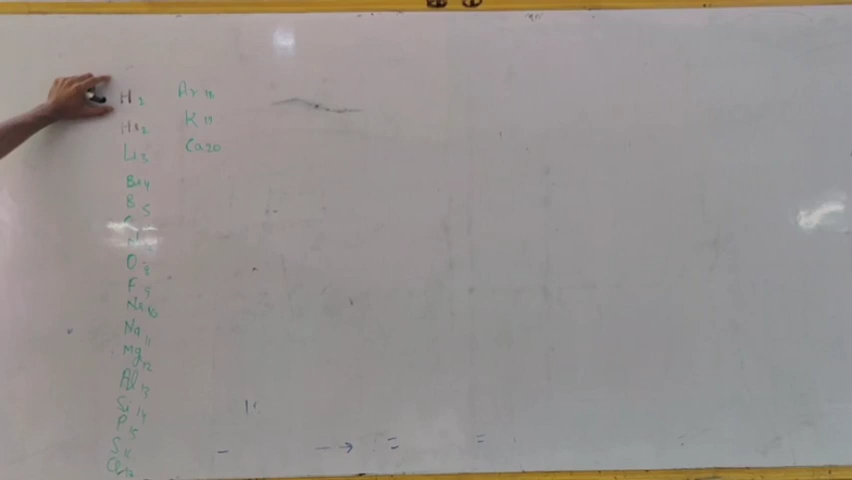 H 1
He 2
Li 3
Be 4
B 5
O 8
F 9
Ne 10
Na 11
Mg 12
Al 13
Si 14
P 15
S 16
Cl 17
Ar 18
K 19
Ca 20
- - → = =